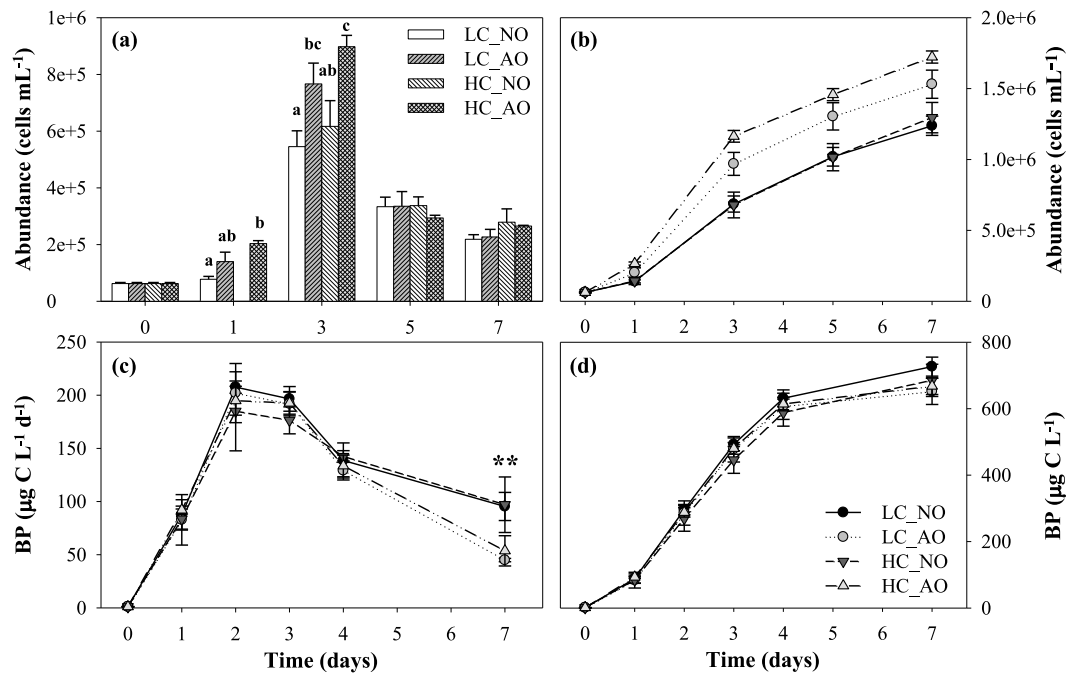 (a)
1e+6
8e+5
6e+5
4e+5
2e+5
0
Abundance (cells mL-1)
a
ab
b
a
bc
ab
c
LC_NO
LC_AO
HC_NO
HC_AO
0 1 3 5 7
(b)
2.0e+6
1.5e+6
1.0e+6
5.0e+5
0
Abundance (cells mL-1)
0 1 2 3 4 5 6 7
(c)
250
200
150
100
50
0
BP (µg C L-1 d-1)
**
0 1 2 3 4 5 6 7
Time (days)
(d)
800
600
400
200
0
BP (µg C L-1)
LC_NO
LC_AO
HC_NO
HC_AO
0 1 2 3 4 5 6 7
Time (days)